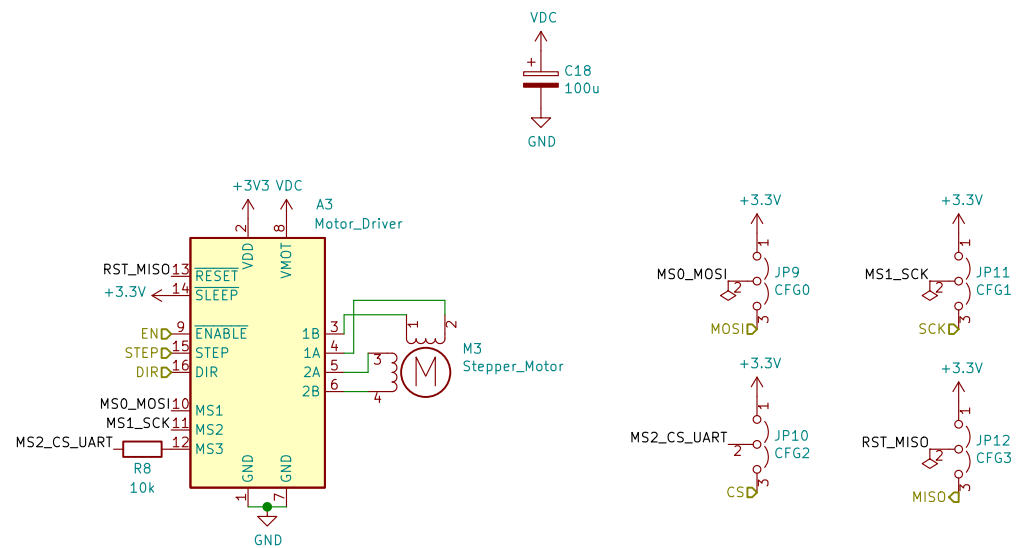 VDC
+
C18
100u
GND
+3V3 VDC
A3
Motor_Driver
2
8
VDD
VMOT
RST_MISO 13 RESET
+3.3V 14 SLEEP
EN 9 ENABLE
STEP 15 STEP
DIR 16 DIR
MS0_MOSI 10 MS1
MS1_SCK 11 MS2
MS2_CS_UART 12 MS3
R8
10k
1B 3
1A 4
2A 5
2B 6
1
2
3
4
M
M3
Stepper_Motor
GND
GND
1
7
GND
+3.3V
1
MS0_MOSI
2
JP9
CFG0
3
MOSI
+3.3V
1
MS1_SCK
2
JP11
CFG1
3
SCK
+3.3V
1
MS2_CS_UART
2
JP10
CFG2
3
CS
+3.3V
1
RST_MISO
2
JP12
CFG3
3
MISO